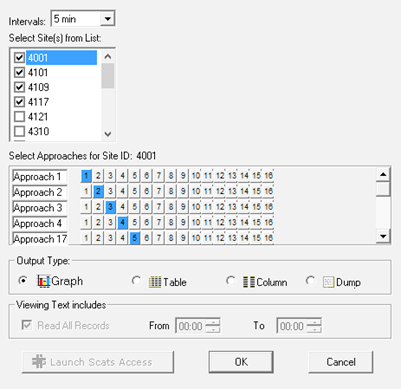 Intervals: 5 min
Select Site(s) from List:
4001
4101
4109
4117
4121
4310
Select Approaches for Site ID: 4001
Approach 1 1 2 3 4 5 6 7 8 9 10 11 12 13 14 15 16
Approach 2 1 2 3 4 5 6 7 8 9 10 11 12 13 14 15 16
Approach 3 1 2 3 4 5 6 7 8 9 10 11 12 13 14 15 16
Approach 4 1 2 3 4 5 6 7 8 9 10 11 12 13 14 15 16
Approach 17 1 2 3 4 5 6 7 8 9 10 11 12 13 14 15 16
Output Type:
Graph Table Column Dump
Viewing Text includes
Read All Records From 00:00 To 00:00
Launch Scats Access OK Cancel